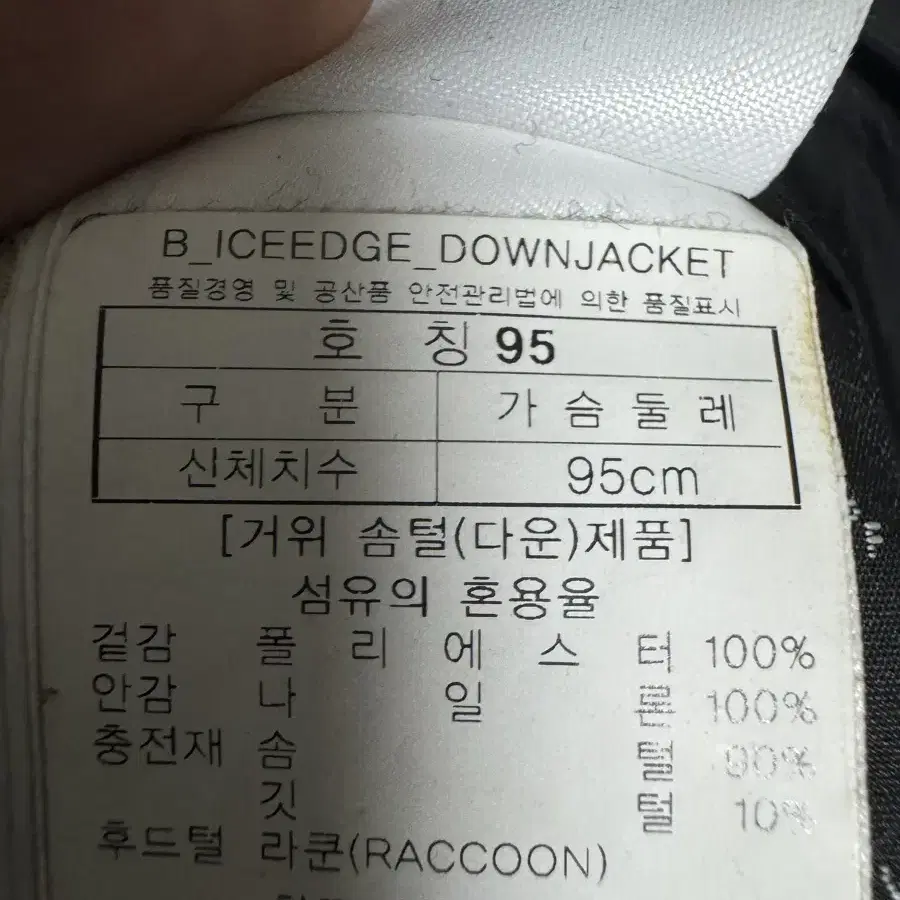 B_ICEEDGE_DOWNJACKET
품질경영 및 공산품 안전관리법에 의한 품질표시
호 칭 95
구 분 가 슴 둘 레
신체치수 95cm
[거위 솜털(다운)제품]
섬유의 혼용율
겉감 폴 리 에 스 터 100%
안감 나 일 론 100%
충전재 솜 털 90%
깃 털 10%
후드털 라쿤(RACCOON)